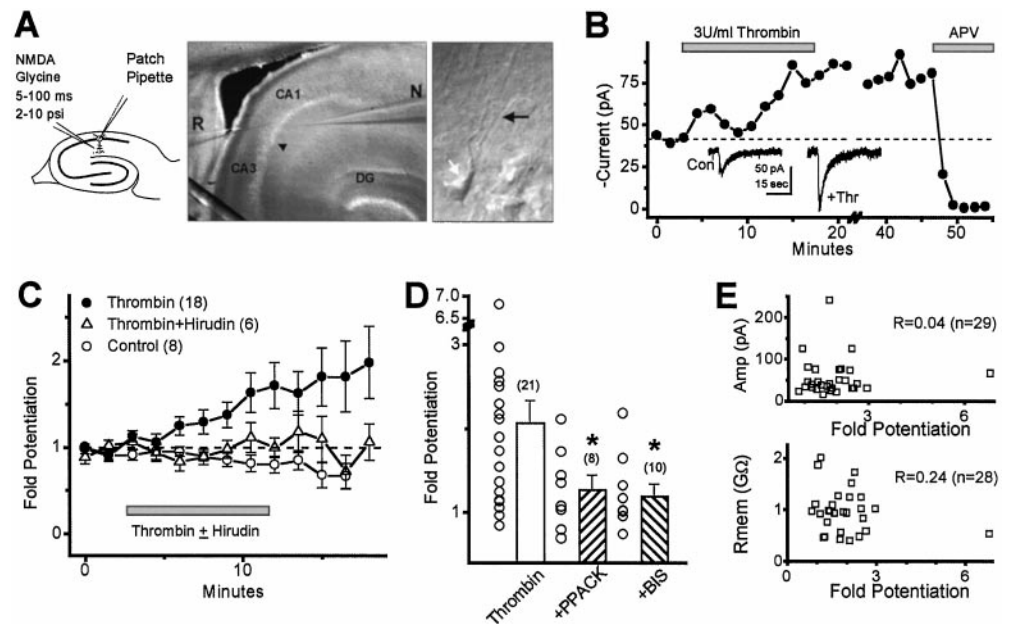 A
NMDA
Glycine
5-100 ms
2-10 psi
Patch
Pipette
CA1
N
R
CA3
DG
B
3U/ml Thrombin
APV
-Current (pA)
75
50
25
0
Con
50 pA
15 sec
+Thr
0
10
20
40
50
Minutes
C
Thrombin (18)
Thrombin+Hirudin (6)
Control (8)
Fold Potentiation
2
1
0
Thrombin ± Hirudin
0
10
Minutes
D
7.0
6.5
3
1
Fold Potentiation
(21)
*
(8)
*
(10)
Thrombin
+PPACK
+BIS
E
Amp (pA)
200
100
0
R=0.04 (n=29)
0
3
6
Fold Potentiation
Rmem (GΩ)
2
1
0
R=0.24 (n=28)
0
3
6
Fold Potentiation